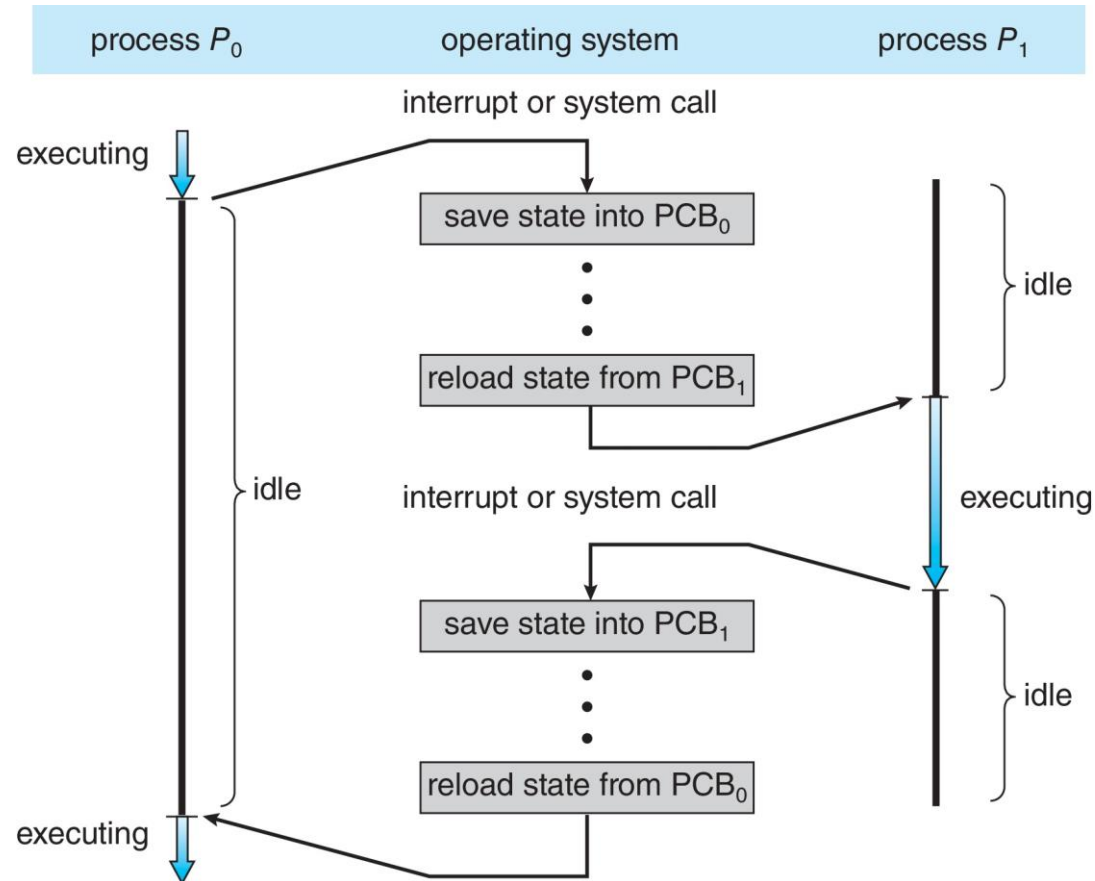 process P₀
operating system
process P₁
interrupt or system call
executing
save state into PCB₀
idle
reload state from PCB₁
idle
interrupt or system call
executing
save state into PCB₁
idle
reload state from PCB₀
executing